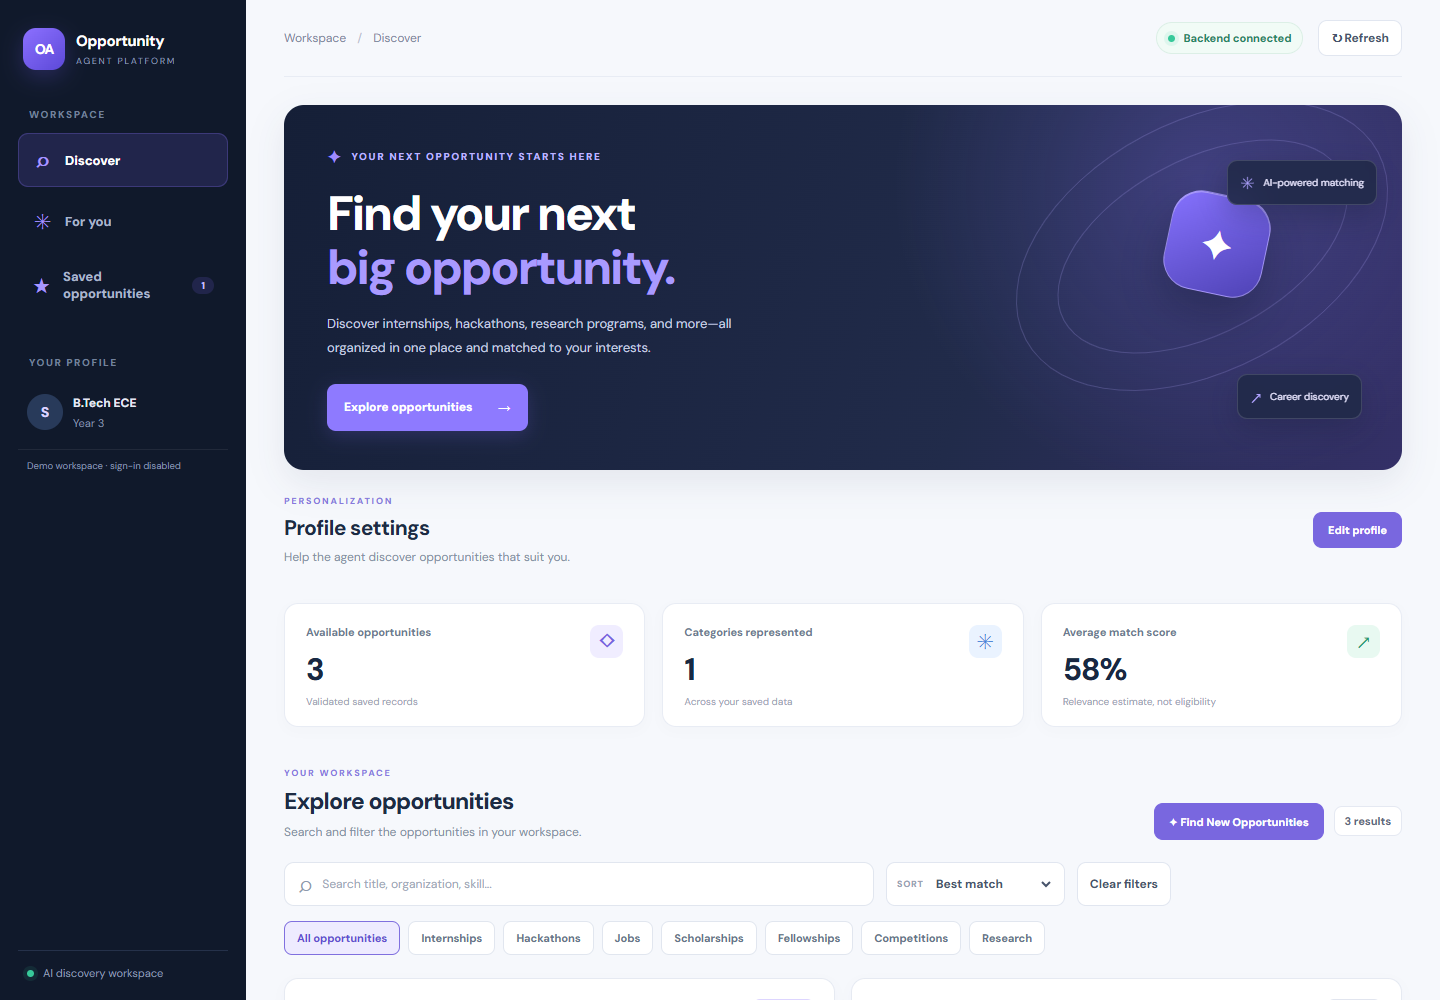 OA
Opportunity
AGENT PLATFORM
WORKSPACE
Discover
For you
Saved
opportunities
1
YOUR PROFILE
S
B.Tech ECE
Year 3
Demo workspace · sign-in disabled
AI discovery workspace
Workspace / Discover
Backend connected
↻ Refresh
YOUR NEXT OPPORTUNITY STARTS HERE
Find your next
big opportunity.
Discover internships, hackathons, research programs, and more—all
organized in one place and matched to your interests.
Explore opportunities →
AI-powered matching
Career discovery
PERSONALIZATION
Profile settings
Help the agent discover opportunities that suit you.
Edit profile
Available opportunities
3
Validated saved records
Categories represented
1
Across your saved data
Average match score
58%
Relevance estimate, not eligibility
YOUR WORKSPACE
Explore opportunities
Search and filter the opportunities in your workspace.
✦ Find New Opportunities
3 results
Search title, organization, skill...
SORT Best match
Clear filters
All opportunities
Internships
Hackathons
Jobs
Scholarships
Fellowships
Competitions
Research